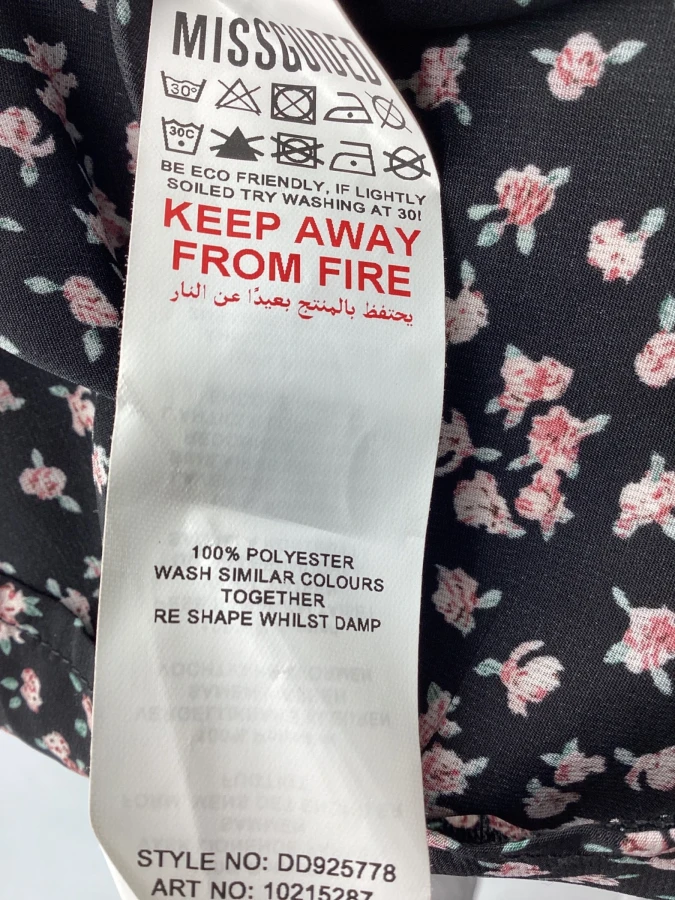 MISSGUIDED
30°
30C
BE ECO FRIENDLY, IF LIGHTLY
SOILED TRY WASHING AT 30!
KEEP AWAY
FROM FIRE
يحتفظ بالمنتج بعيدًا عن النار
100% POLYESTER
WASH SIMILAR COLOURS
TOGETHER
RE SHAPE WHILST DAMP
STYLE NO: DD925778
ART NO: 10215287